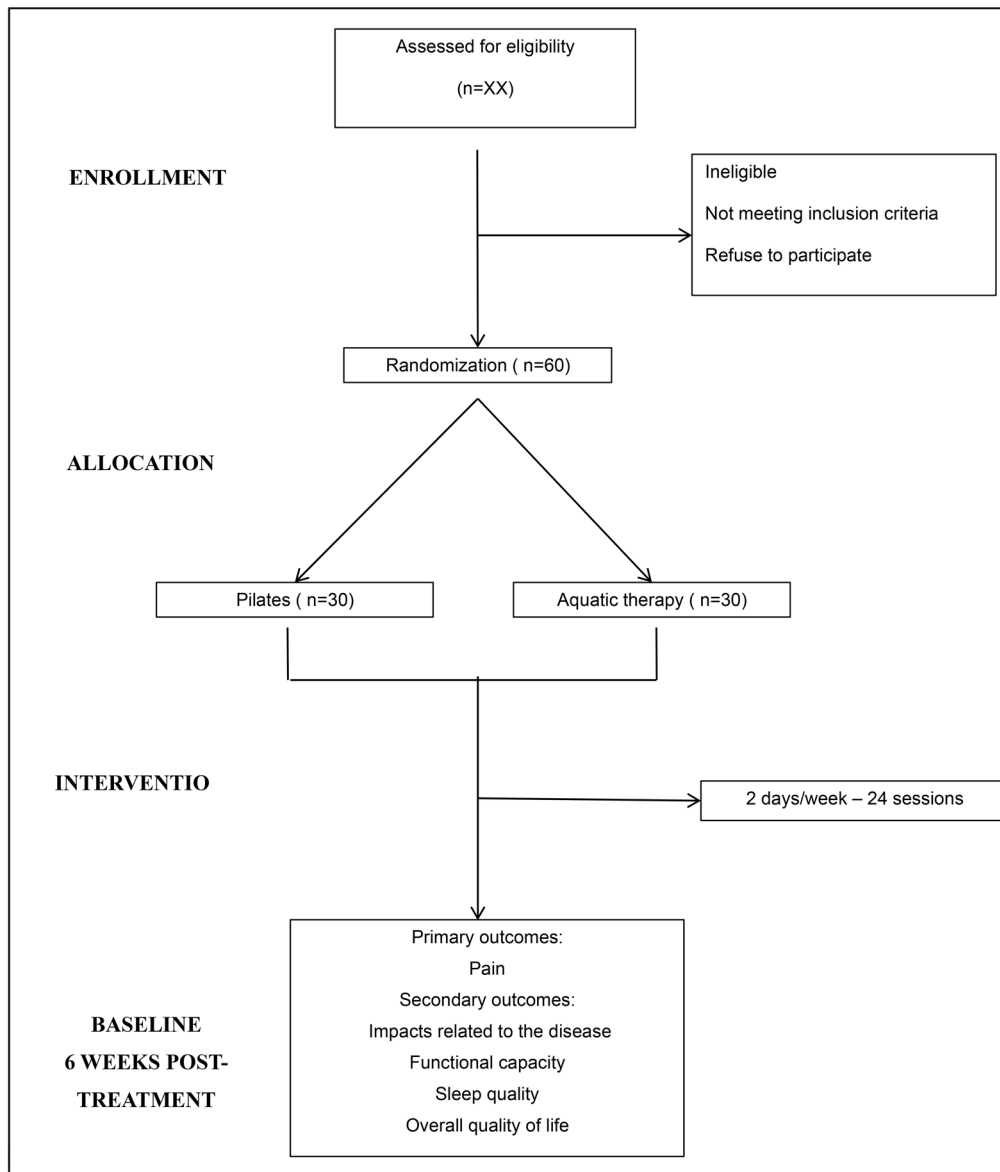 Assessed for eligibility
(n=XX)
ENROLLMENT
Ineligible
Not meeting inclusion criteria
Refuse to participate
Randomization ( n=60)
ALLOCATION
Pilates ( n=30)
Aquatic therapy ( n=30)
INTERVENTIO
2 days/week – 24 sessions
Primary outcomes:
Pain
Secondary outcomes:
Impacts related to the disease
Functional capacity
Sleep quality
Overall quality of life
BASELINE
6 WEEKS POST-
TREATMENT